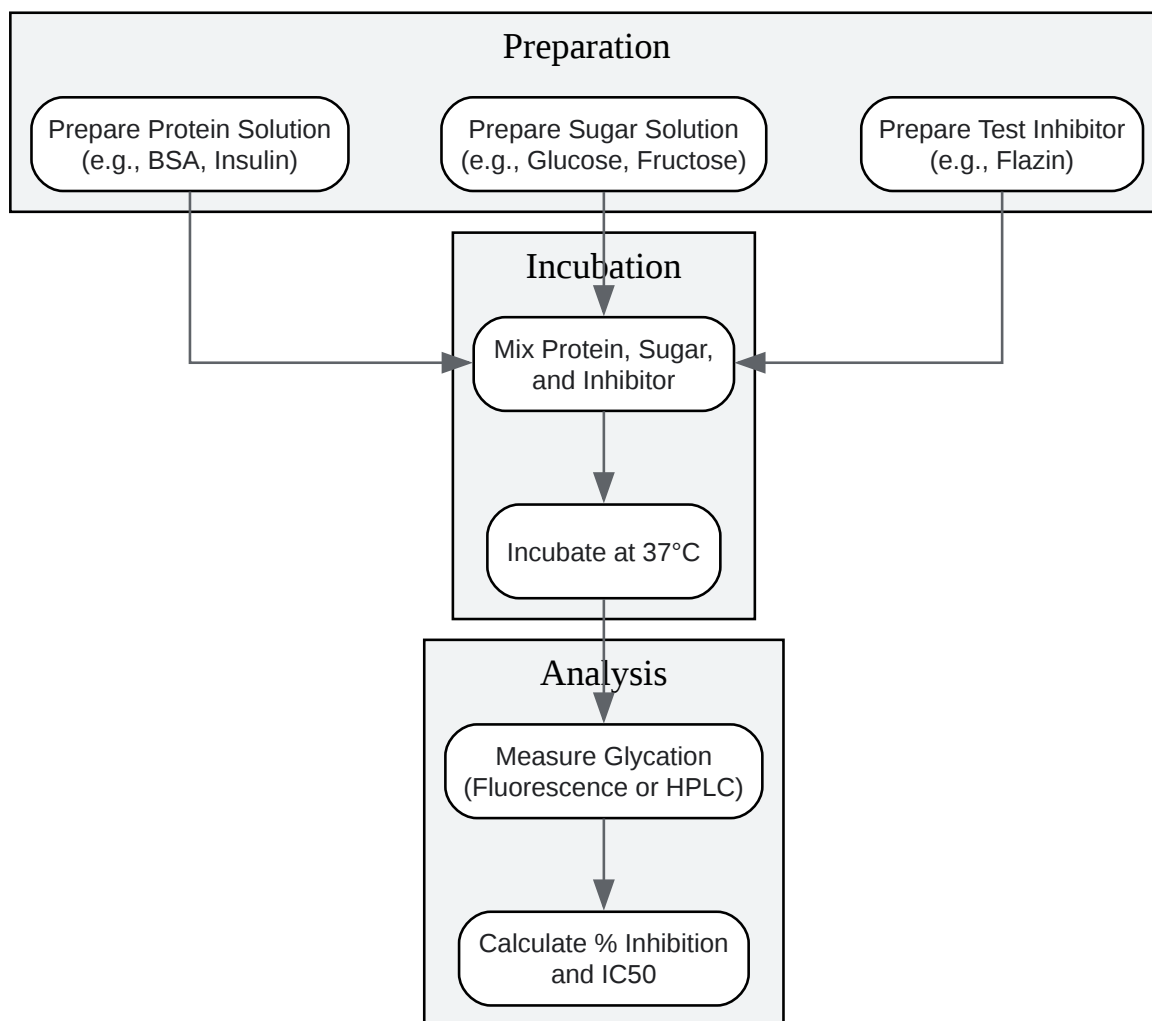 Preparation
Prepare Protein Solution
(e.g., BSA, Insulin)
Prepare Sugar Solution
(e.g., Glucose, Fructose)
Prepare Test Inhibitor
(e.g., Flazin)
Incubation
Mix Protein, Sugar,
and Inhibitor
Incubate at 37°C
Analysis
Measure Glycation
(Fluorescence or HPLC)
Calculate % Inhibition
and IC50